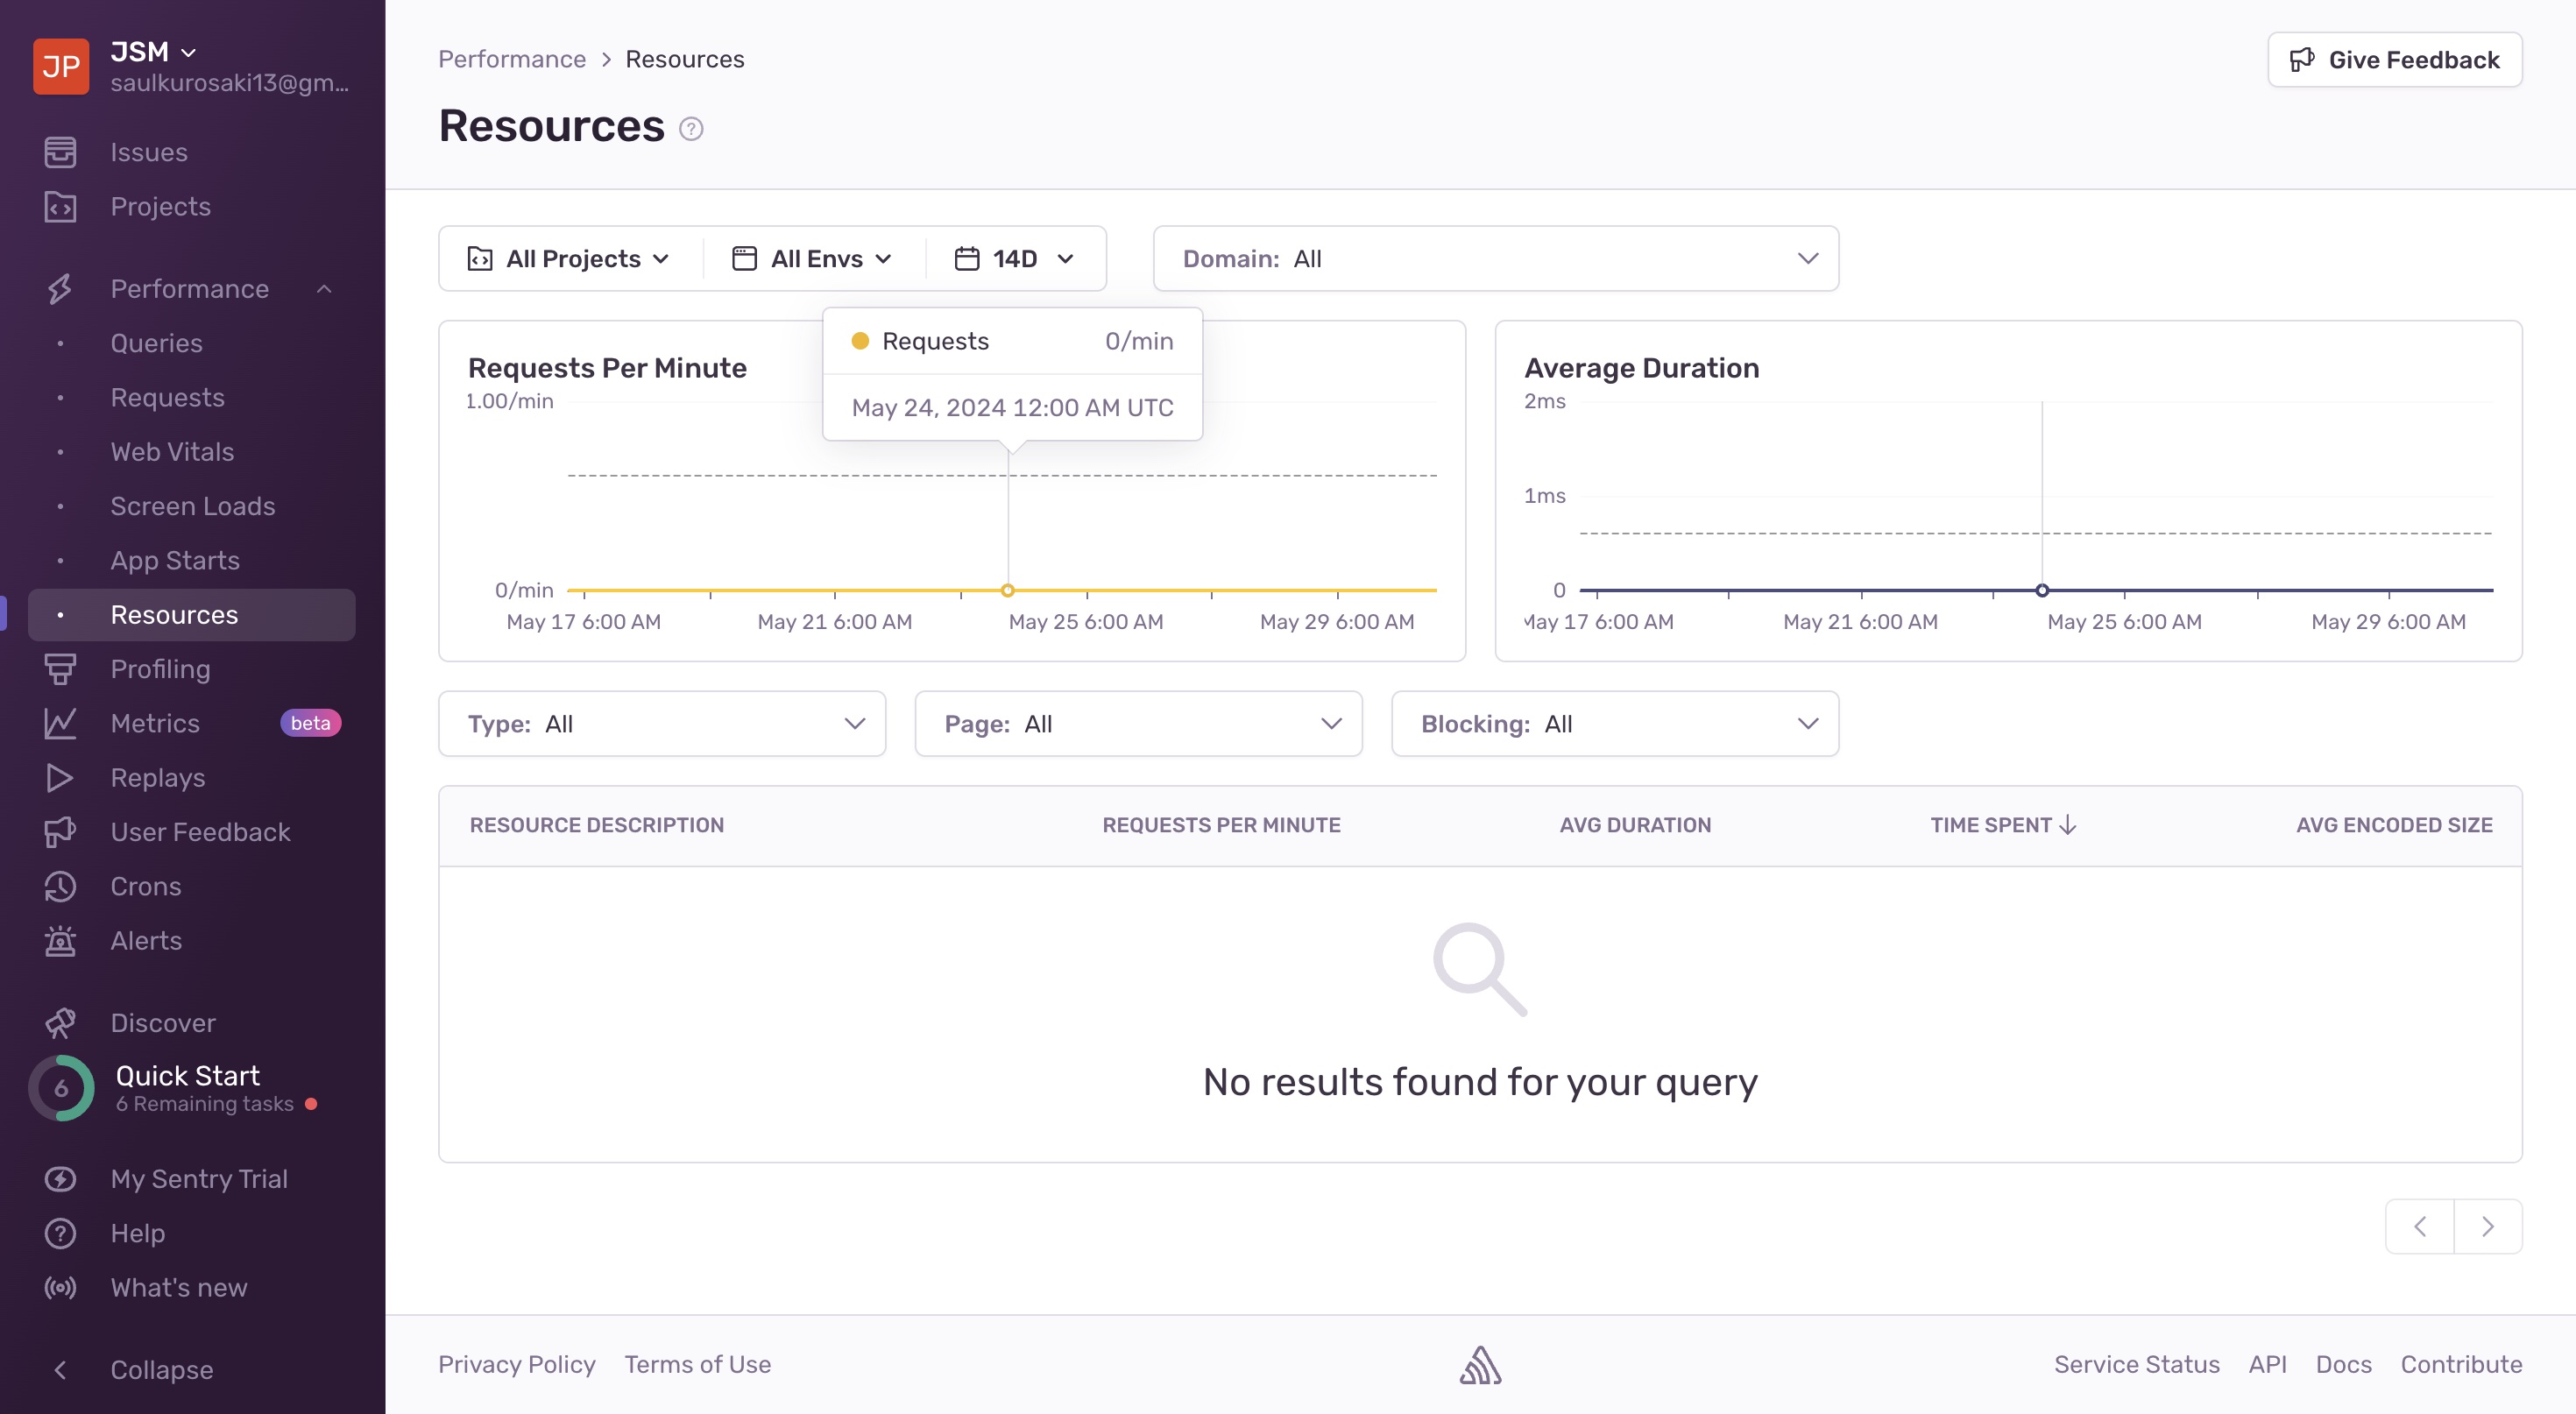 JP
JSM
saulkurosaki13@gm...
Issues
Projects
Performance
Queries
Requests
Web Vitals
Screen Loads
App Starts
Resources
Profiling
Metrics beta
Replays
User Feedback
Crons
Alerts
Discover
6
Quick Start
6 Remaining tasks
My Sentry Trial
Help
What's new
Collapse
Performance > Resources
Give Feedback
Resources ?
All Projects All Envs 14D
Domain: All
Requests Per Minute
Requests 0/min
May 24, 2024 12:00 AM UTC
1.00/min
0/min
May 17 6:00 AM May 21 6:00 AM May 25 6:00 AM May 29 6:00 AM
Average Duration
2ms
1ms
0
May 17 6:00 AM May 21 6:00 AM May 25 6:00 AM May 29 6:00 AM
Type: All Page: All Blocking: All
RESOURCE DESCRIPTION REQUESTS PER MINUTE AVG DURATION TIME SPENT AVG ENCODED SIZE
No results found for your query
Privacy Policy Terms of Use Service Status API Docs Contribute